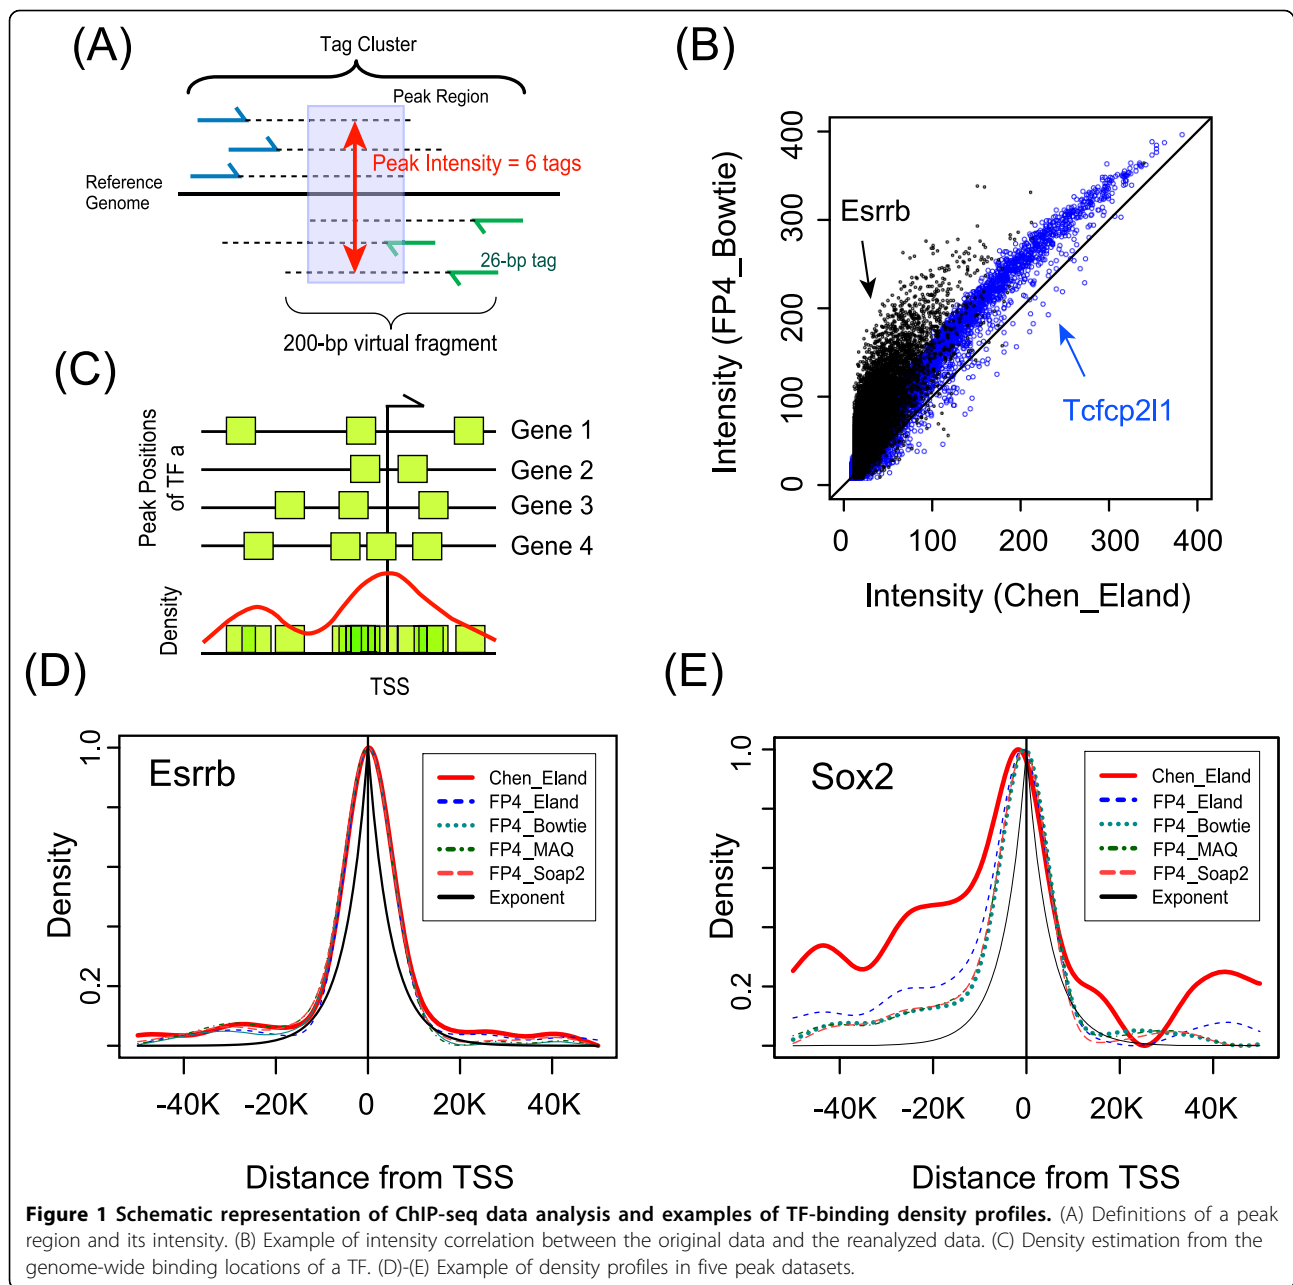 (A)
Tag Cluster
Peak Region
Peak Intensity = 6 tags
Reference
Genome
26-bp tag
200-bp virtual fragment
(B)
Intensity (FP4_Bowtie)
0 100 200 300 400
Esrrb
Tcfcp2l1
0 100 200 300 400
Intensity (Chen_Eland)
(C)
Peak Positions
of TF a
Gene 1
Gene 2
Gene 3
Gene 4
Density
TSS
(D)
Density
1.0
0.2
Esrrb
Chen_Eland
FP4_Eland
FP4_Bowtie
FP4_MAQ
FP4_Soap2
Exponent
-40K -20K 0 20K 40K
Distance from TSS
(E)
Density
1.0
0.2
Sox2
Chen_Eland
FP4_Eland
FP4_Bowtie
FP4_MAQ
FP4_Soap2
Exponent
-40K -20K 0 20K 40K
Distance from TSS
Figure 1 Schematic representation of ChIP-seq data analysis and examples of TF-binding density profiles. (A) Definitions of a peak
region and its intensity. (B) Example of intensity correlation between the original data and the reanalyzed data. (C) Density estimation from the
genome-wide binding locations of a TF. (D)-(E) Example of density profiles in five peak datasets.